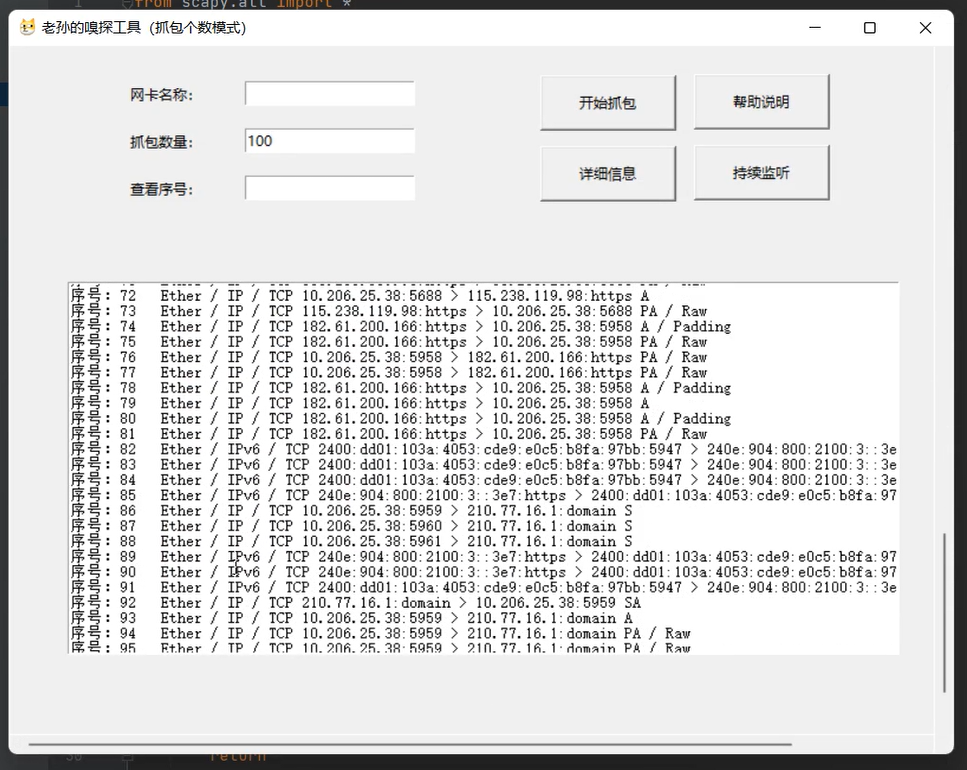 from scapy.all import *
老孙的嗅探工具（抓包个数模式）
网卡名称：
抓包数量： 100
查看序号：
开始抓包 帮助说明
详细信息 持续监听
序号: 72 Ether / IP / TCP 10.206.25.38:5688 > 115.238.119.98:https A
序号: 73 Ether / IP / TCP 115.238.119.98:https > 10.206.25.38:5688 PA / Raw
序号: 74 Ether / IP / TCP 182.61.200.166:https > 10.206.25.38:5958 A / Padding
序号: 75 Ether / IP / TCP 182.61.200.166:https > 10.206.25.38:5958 PA / Raw
序号: 76 Ether / IP / TCP 10.206.25.38:5958 > 182.61.200.166:https PA / Raw
序号: 77 Ether / IP / TCP 10.206.25.38:5958 > 182.61.200.166:https PA / Raw
序号: 78 Ether / IP / TCP 182.61.200.166:https > 10.206.25.38:5958 A / Padding
序号: 79 Ether / IP / TCP 182.61.200.166:https > 10.206.25.38:5958 A
序号: 80 Ether / IP / TCP 182.61.200.166:https > 10.206.25.38:5958 A / Padding
序号: 81 Ether / IP / TCP 182.61.200.166:https > 10.206.25.38:5958 PA / Raw
序号: 82 Ether / IPv6 / TCP 2400:dd01:103a:4053:cde9:e0c5:b8fa:97bb:5947 > 240e:904:800:2100:3::3e
序号: 83 Ether / IPv6 / TCP 2400:dd01:103a:4053:cde9:e0c5:b8fa:97bb:5947 > 240e:904:800:2100:3::3e
序号: 84 Ether / IPv6 / TCP 2400:dd01:103a:4053:cde9:e0c5:b8fa:97bb:5947 > 240e:904:800:2100:3::3e
序号: 85 Ether / IPv6 / TCP 240e:904:800:2100:3::3e7:https > 2400:dd01:103a:4053:cde9:e0c5:b8fa:97
序号: 86 Ether / IP / TCP 10.206.25.38:5959 > 210.77.16.1:domain S
序号: 87 Ether / IP / TCP 10.206.25.38:5960 > 210.77.16.1:domain S
序号: 88 Ether / IP / TCP 10.206.25.38:5961 > 210.77.16.1:domain S
序号: 89 Ether / IPv6 / TCP 240e:904:800:2100:3::3e7:https > 2400:dd01:103a:4053:cde9:e0c5:b8fa:97
序号: 90 Ether / IPv6 / TCP 240e:904:800:2100:3::3e7:https > 2400:dd01:103a:4053:cde9:e0c5:b8fa:97
序号: 91 Ether / IPv6 / TCP 2400:dd01:103a:4053:cde9:e0c5:b8fa:97bb:5947 > 240e:904:800:2100:3::3e
序号: 92 Ether / IP / TCP 210.77.16.1:domain > 10.206.25.38:5959 SA
序号: 93 Ether / IP / TCP 10.206.25.38:5959 > 210.77.16.1:domain A
序号: 94 Ether / IP / TCP 10.206.25.38:5959 > 210.77.16.1:domain PA / Raw
序号: 95 Ether / IP / TCP 10.206.25.38:5959 > 210.77.16.1:domain PA / Raw
return